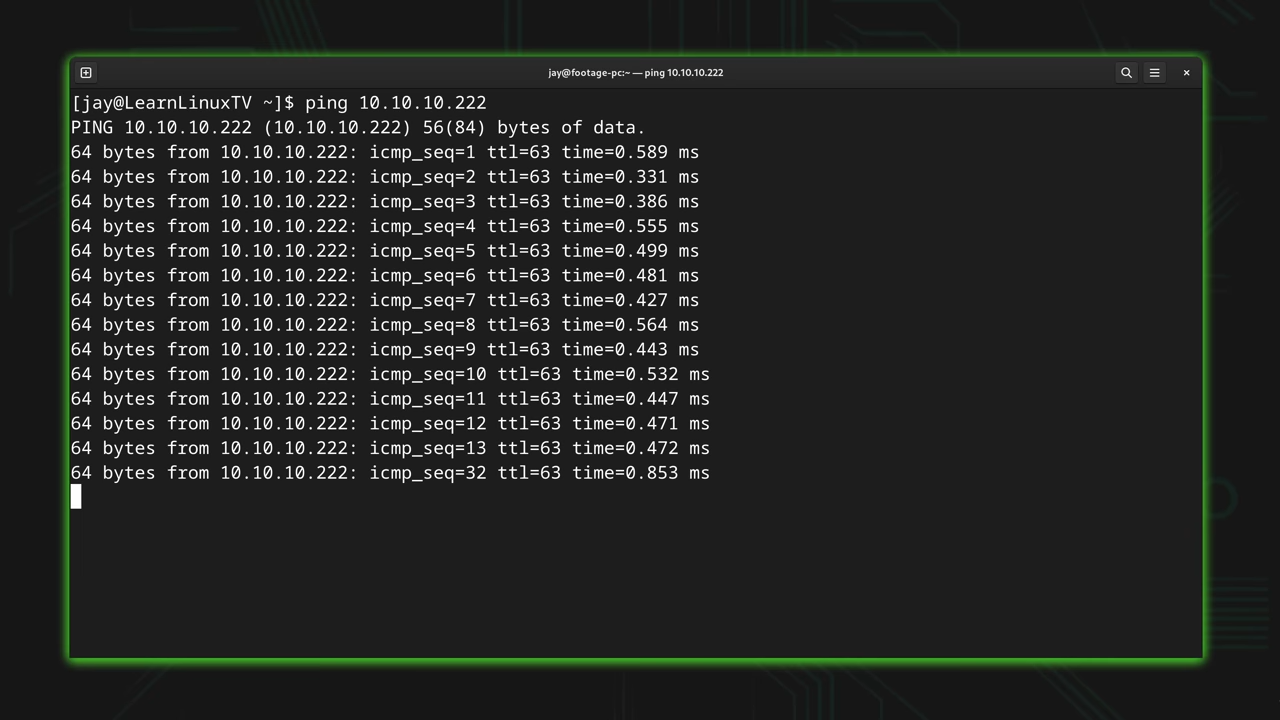 jay@footage-pc:~ — ping 10.10.10.222
[jay@LearnLinuxTV ~]$ ping 10.10.10.222
PING 10.10.10.222 (10.10.10.222) 56(84) bytes of data.
64 bytes from 10.10.10.222: icmp_seq=1 ttl=63 time=0.589 ms
64 bytes from 10.10.10.222: icmp_seq=2 ttl=63 time=0.331 ms
64 bytes from 10.10.10.222: icmp_seq=3 ttl=63 time=0.386 ms
64 bytes from 10.10.10.222: icmp_seq=4 ttl=63 time=0.555 ms
64 bytes from 10.10.10.222: icmp_seq=5 ttl=63 time=0.499 ms
64 bytes from 10.10.10.222: icmp_seq=6 ttl=63 time=0.481 ms
64 bytes from 10.10.10.222: icmp_seq=7 ttl=63 time=0.427 ms
64 bytes from 10.10.10.222: icmp_seq=8 ttl=63 time=0.564 ms
64 bytes from 10.10.10.222: icmp_seq=9 ttl=63 time=0.443 ms
64 bytes from 10.10.10.222: icmp_seq=10 ttl=63 time=0.532 ms
64 bytes from 10.10.10.222: icmp_seq=11 ttl=63 time=0.447 ms
64 bytes from 10.10.10.222: icmp_seq=12 ttl=63 time=0.471 ms
64 bytes from 10.10.10.222: icmp_seq=13 ttl=63 time=0.472 ms
64 bytes from 10.10.10.222: icmp_seq=32 ttl=63 time=0.853 ms